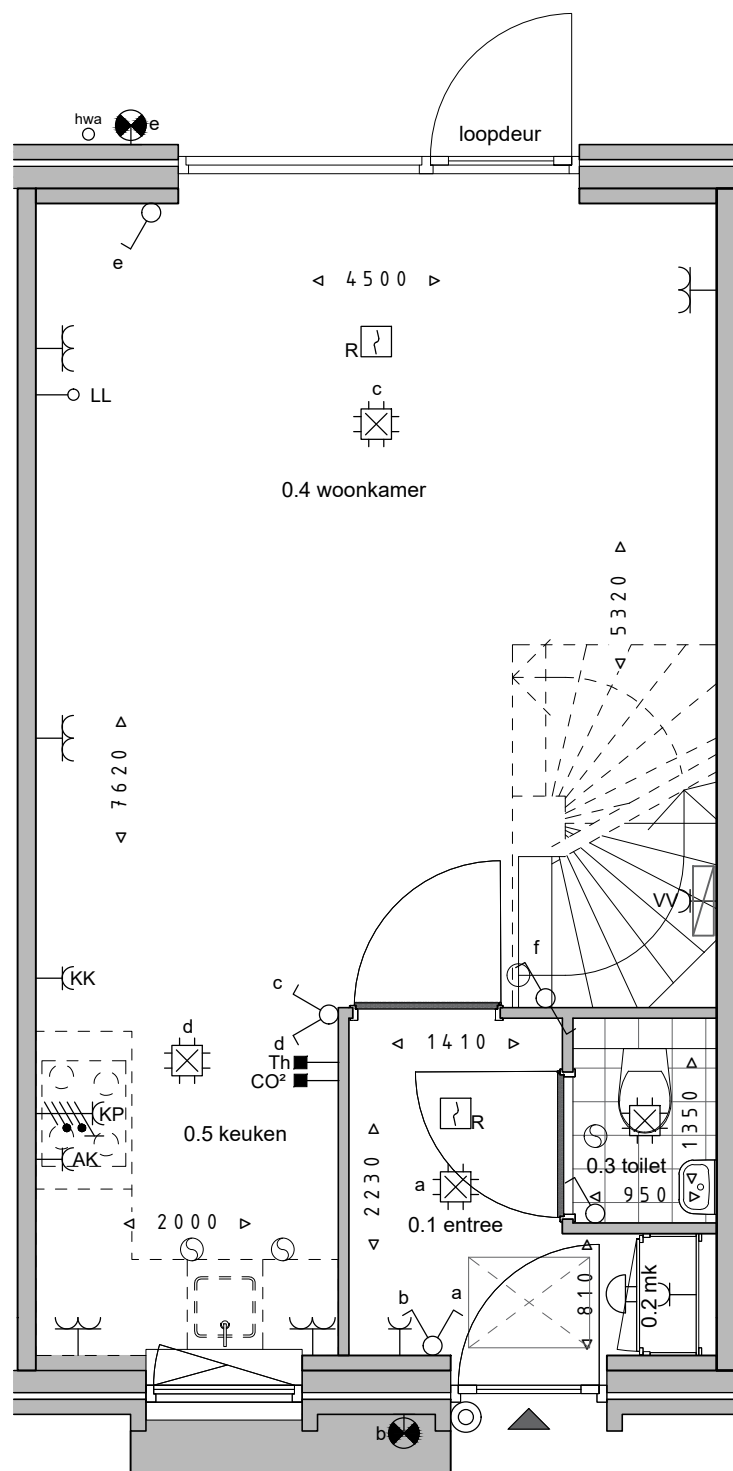 loopdeur
hwa
e
e
4500
R
c
LL
0.4 woonkamer
5320
7620
VV
f
KK
c
d
d
1410
Th
CO²
KP
R
1350
0.5 keuken
AK
0.3 toilet
a
2230
950
2000
0.1 entree
810
0.2 mk
b
a
b